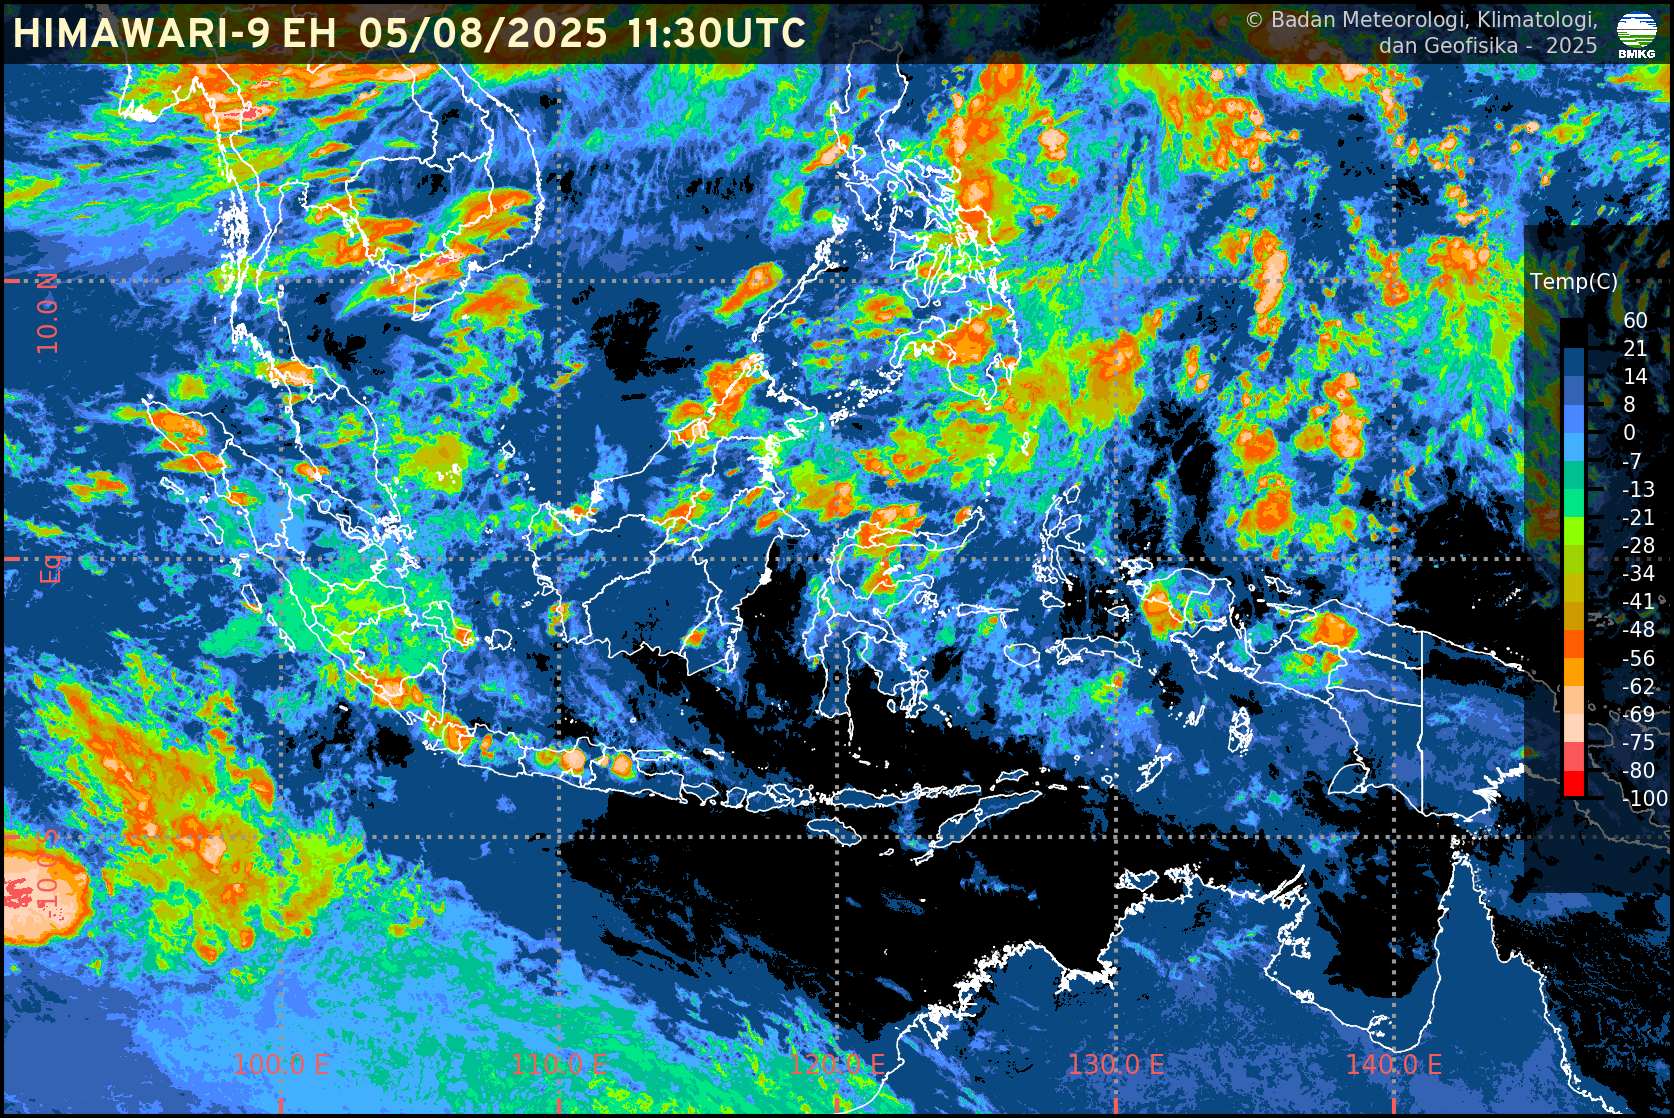 HIMAWARI-9 EH 05/08/2025 11:30UTC
© Badan Meteorologi, Klimatologi,
dan Geofisika - 2025
BMKG
10.0 N
Temp(C)
60
21
14
8
0
-7
-13
-21
-28
-34
-41
-48
-56
-62
-69
-75
-80
-100
Eq
10.0 S
100.0 E
110.0 E
120.0 E
130.0 E
140.0 E